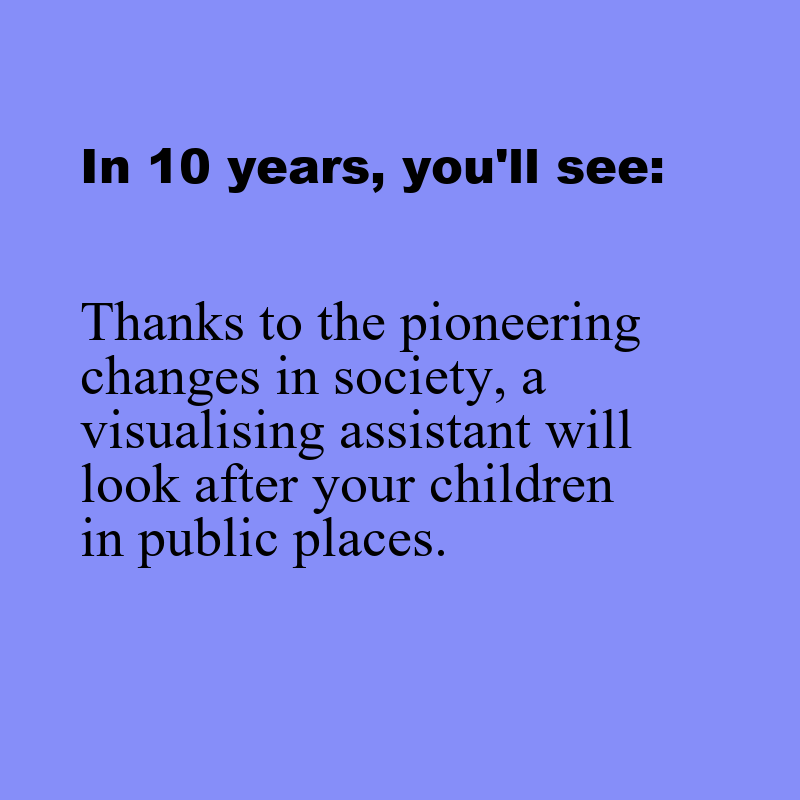 In 10 years, you'll see:
Thanks to the pioneering
changes in society, a
visualising assistant will
look after your children
in public places.